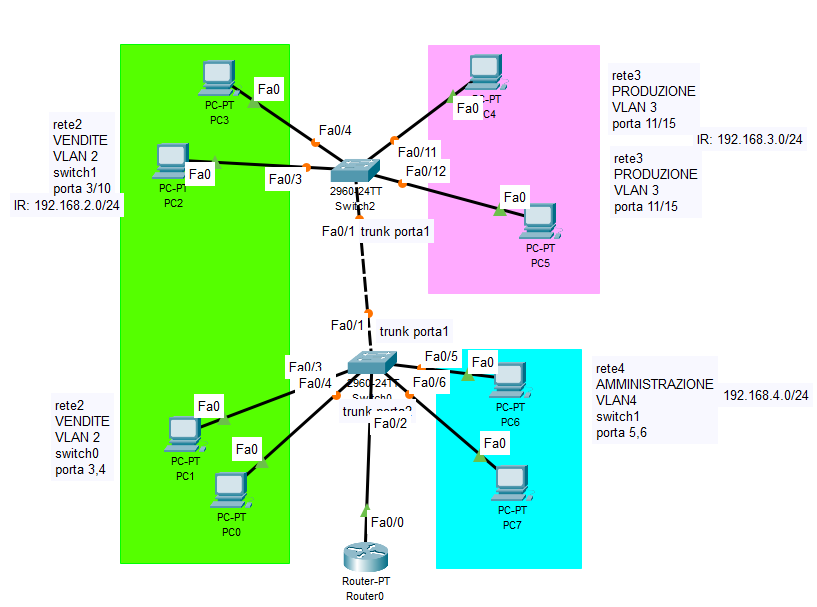 Fa0
PC-PT
PC3
Fa0/4
rete2
VENDITE
VLAN 2
switch1
porta 3/10
IR: 192.168.2.0/24
Fa0
PC-PT
PC2
Fa0/3
2960-24TT
Switch2
Fa0/1 trunk porta1
Fa0
PC-PT
PC4
Fa0/11
Fa0/12
Fa0
PC-PT
PC5
rete3
PRODUZIONE
VLAN 3
porta 11/15
IR: 192.168.3.0/24
rete3
PRODUZIONE
VLAN 3
porta 11/15
Fa0/1
trunk porta1
Fa0/3
Fa0/4
2960-24TT
Switch0
trunk porta2
Fa0/2
Fa0/5
Fa0/6
Fa0
PC-PT
PC6
Fa0
PC-PT
PC7
rete4
AMMINISTRAZIONE
VLAN4
switch1
porta 5,6
192.168.4.0/24
rete2
VENDITE
VLAN 2
switch0
porta 3,4
Fa0
PC-PT
PC1
Fa0
PC-PT
PC0
Fa0/0
Router-PT
Router0